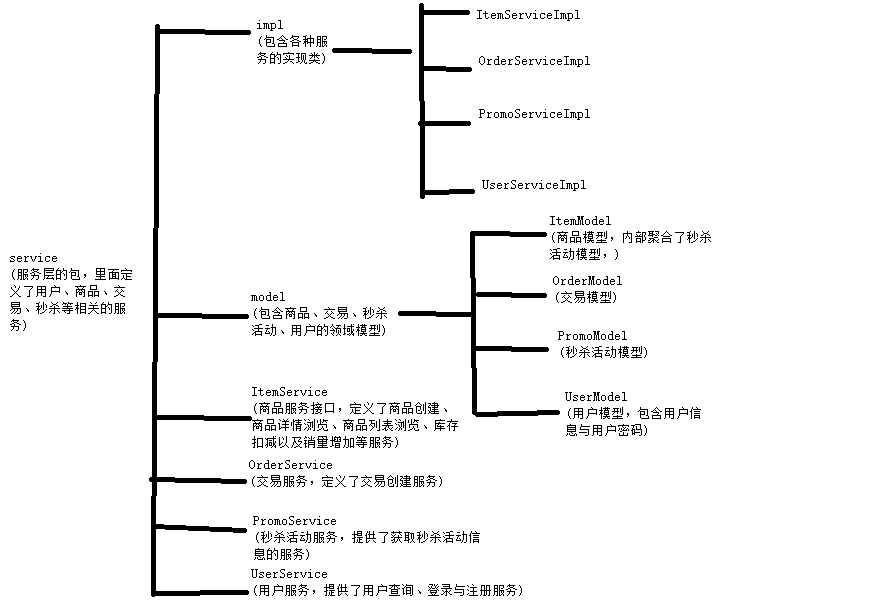 impl
(包含各种服
务的实现类)
ItemServiceImpl
OrderServiceImpl
PromoServiceImpl
UserServiceImpl
service
(服务层的包，里面定
义了用户、商品、交
易、秒杀等相关的服
务)
model
(包含商品、交易、秒杀
活动、用户的领域模型)
ItemModel
(商品模型，内部聚合了秒杀
活动模型，)
OrderModel
(交易模型)
PromoModel
(秒杀活动模型)
UserModel
(用户模型，包含用户信
息与用户密码)
ItemService
(商品服务接口，定义了商品创建、
商品详情浏览、商品列表浏览、库存
扣减以及销量增加等服务)
OrderService
(交易服务，定义了交易创建服务)
PromoService
(秒杀活动服务，提供了获取秒杀活动信
息的服务)
UserService
(用户服务，提供了用户查询、登录与注册服务)